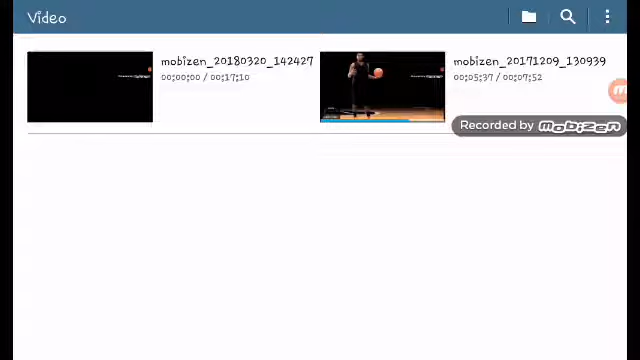 Video
mobizen_20180320_142427
00:00:00 / 00:17:10
mobizen_20171209_130939
00:05:37 / 00:07:52
Recorded by mobizen